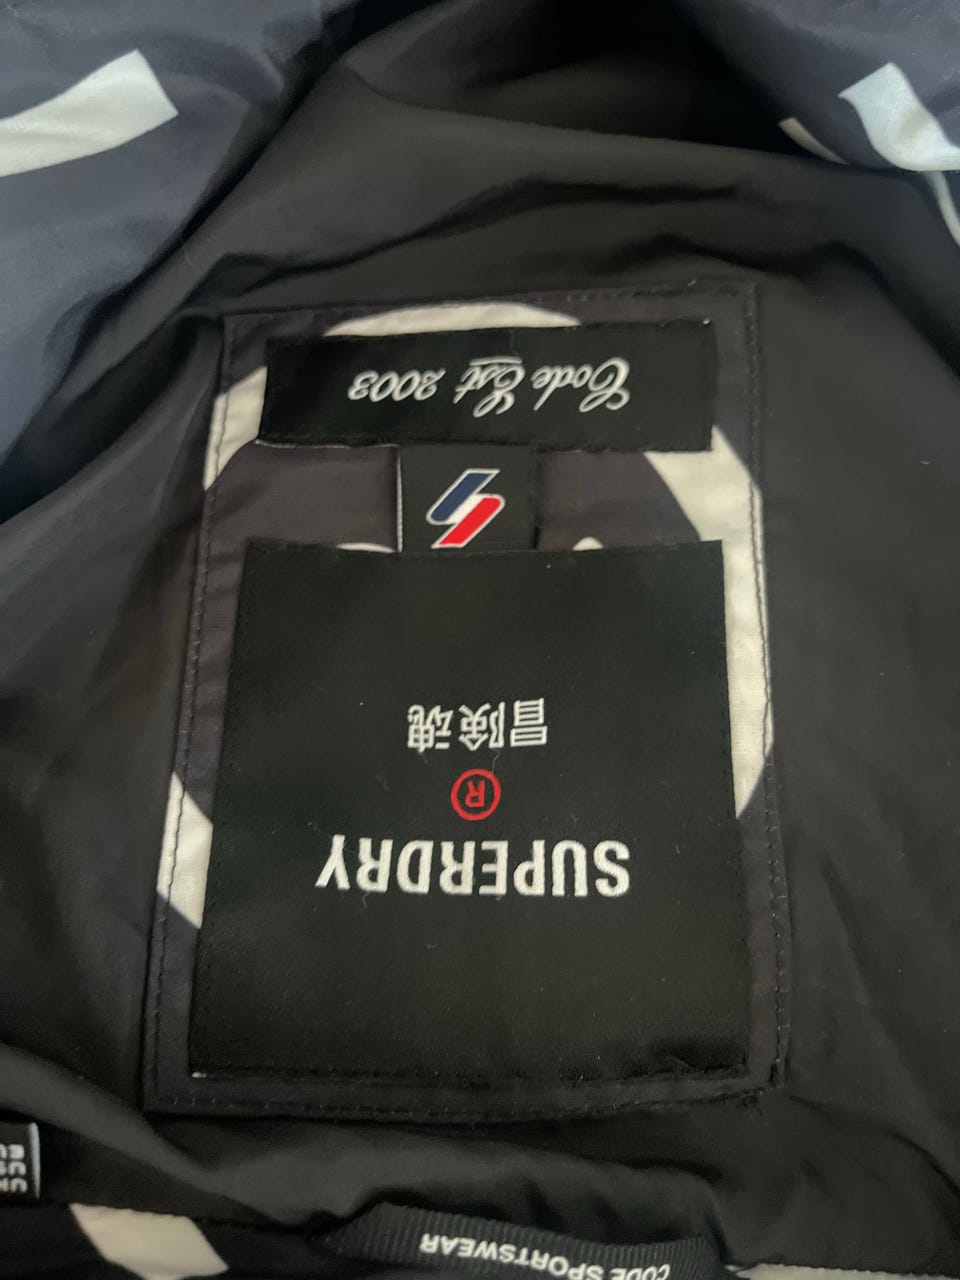 CODE SPORTSWEAR
SUPERDRY
®
冒険魂
Code Est 2003